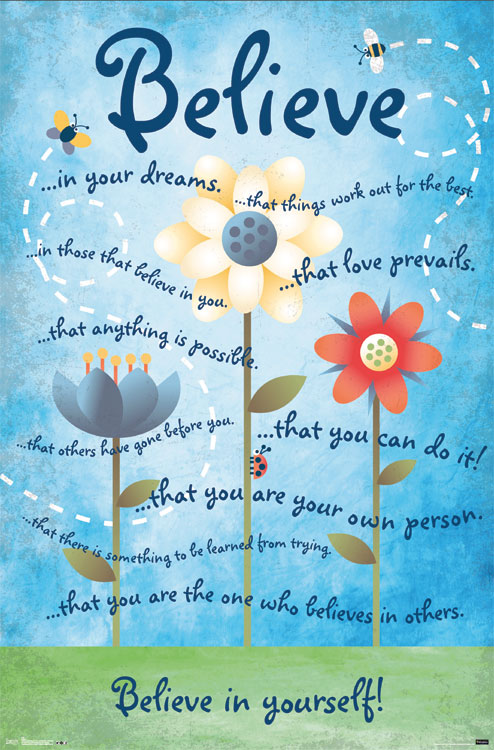 Believe
...in your dreams.
...that things work out for the best.
...in those that believe in you.
...that love prevails.
...that anything is possible.
...that others have gone before you.
...that you can do it!
...that you are your own person.
...that there is something to be learned from trying.
...that you are the one who believes in others.
Believe in yourself!